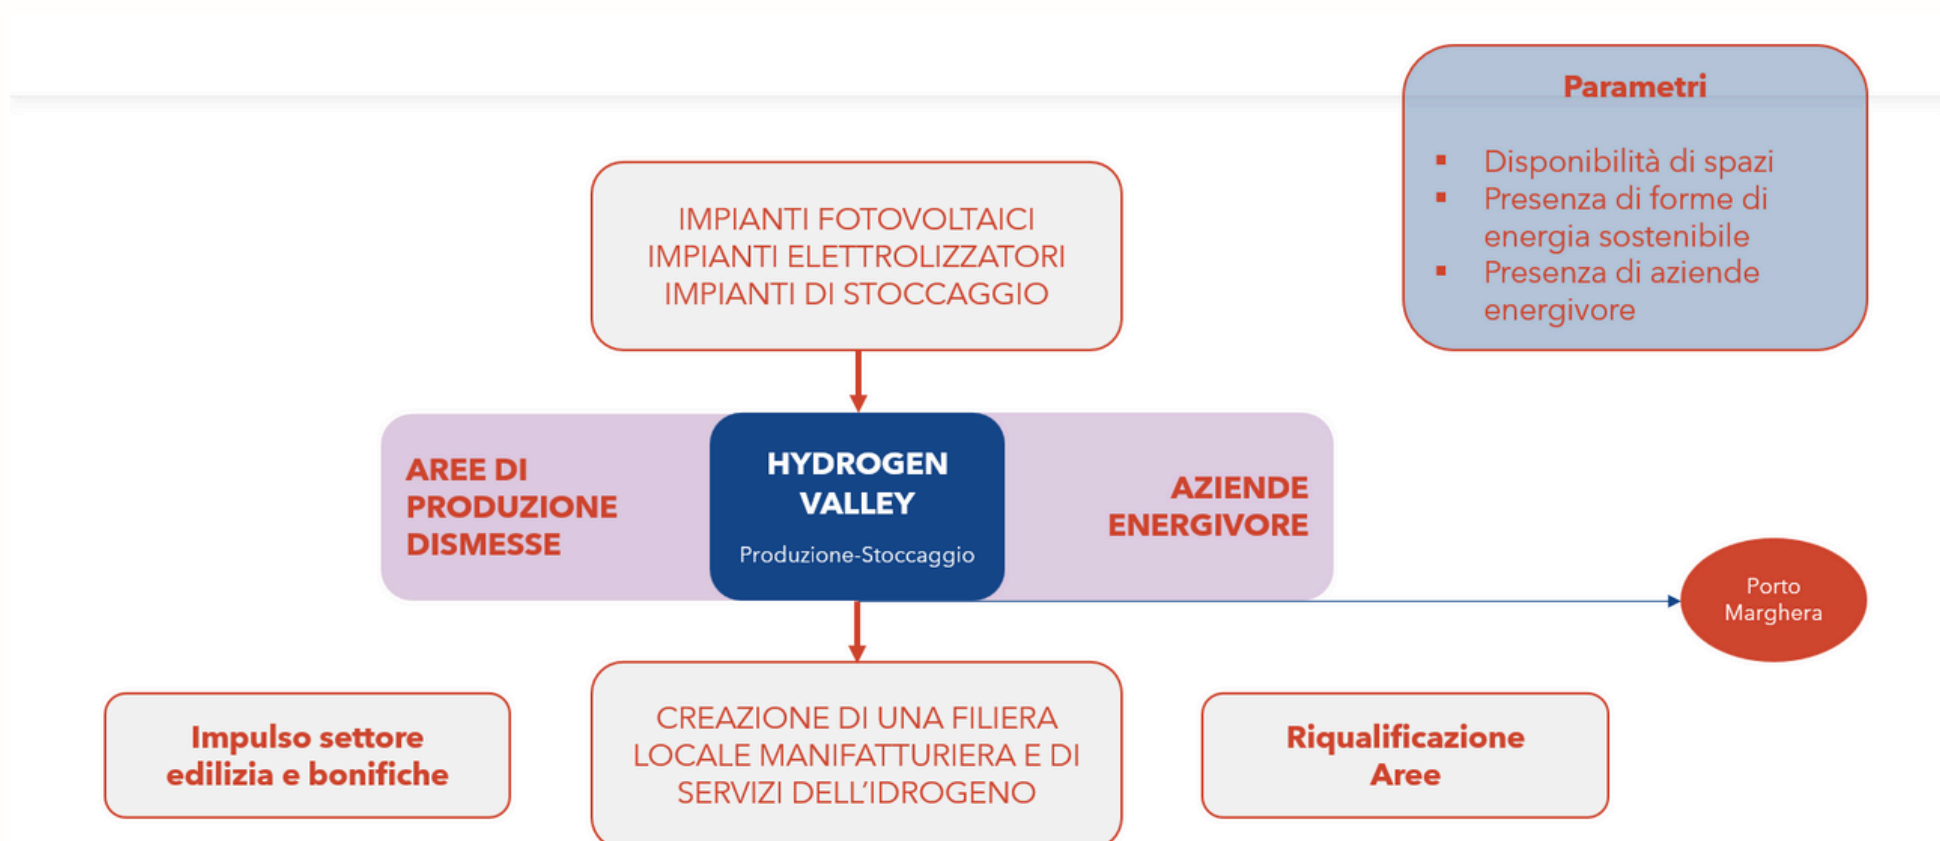 Parametri
Disponibilità di spazi
Presenza di forme di
energia sostenibile
Presenza di aziende
energivore
IMPIANTI FOTOVOLTAICI
IMPIANTI ELETTROLIZZATORI
IMPIANTI DI STOCCAGGIO
AREE DI
PRODUZIONE
DISMESSE
HYDROGEN
VALLEY
Produzione-Stoccaggio
AZIENDE
ENERGIVORE
Porto
Marghera
Impulso settore
edilizia e bonifiche
CREAZIONE DI UNA FILIERA
LOCALE MANIFATTURIERA E DI
SERVIZI DELL’IDROGENO
Riqualificazione
Aree